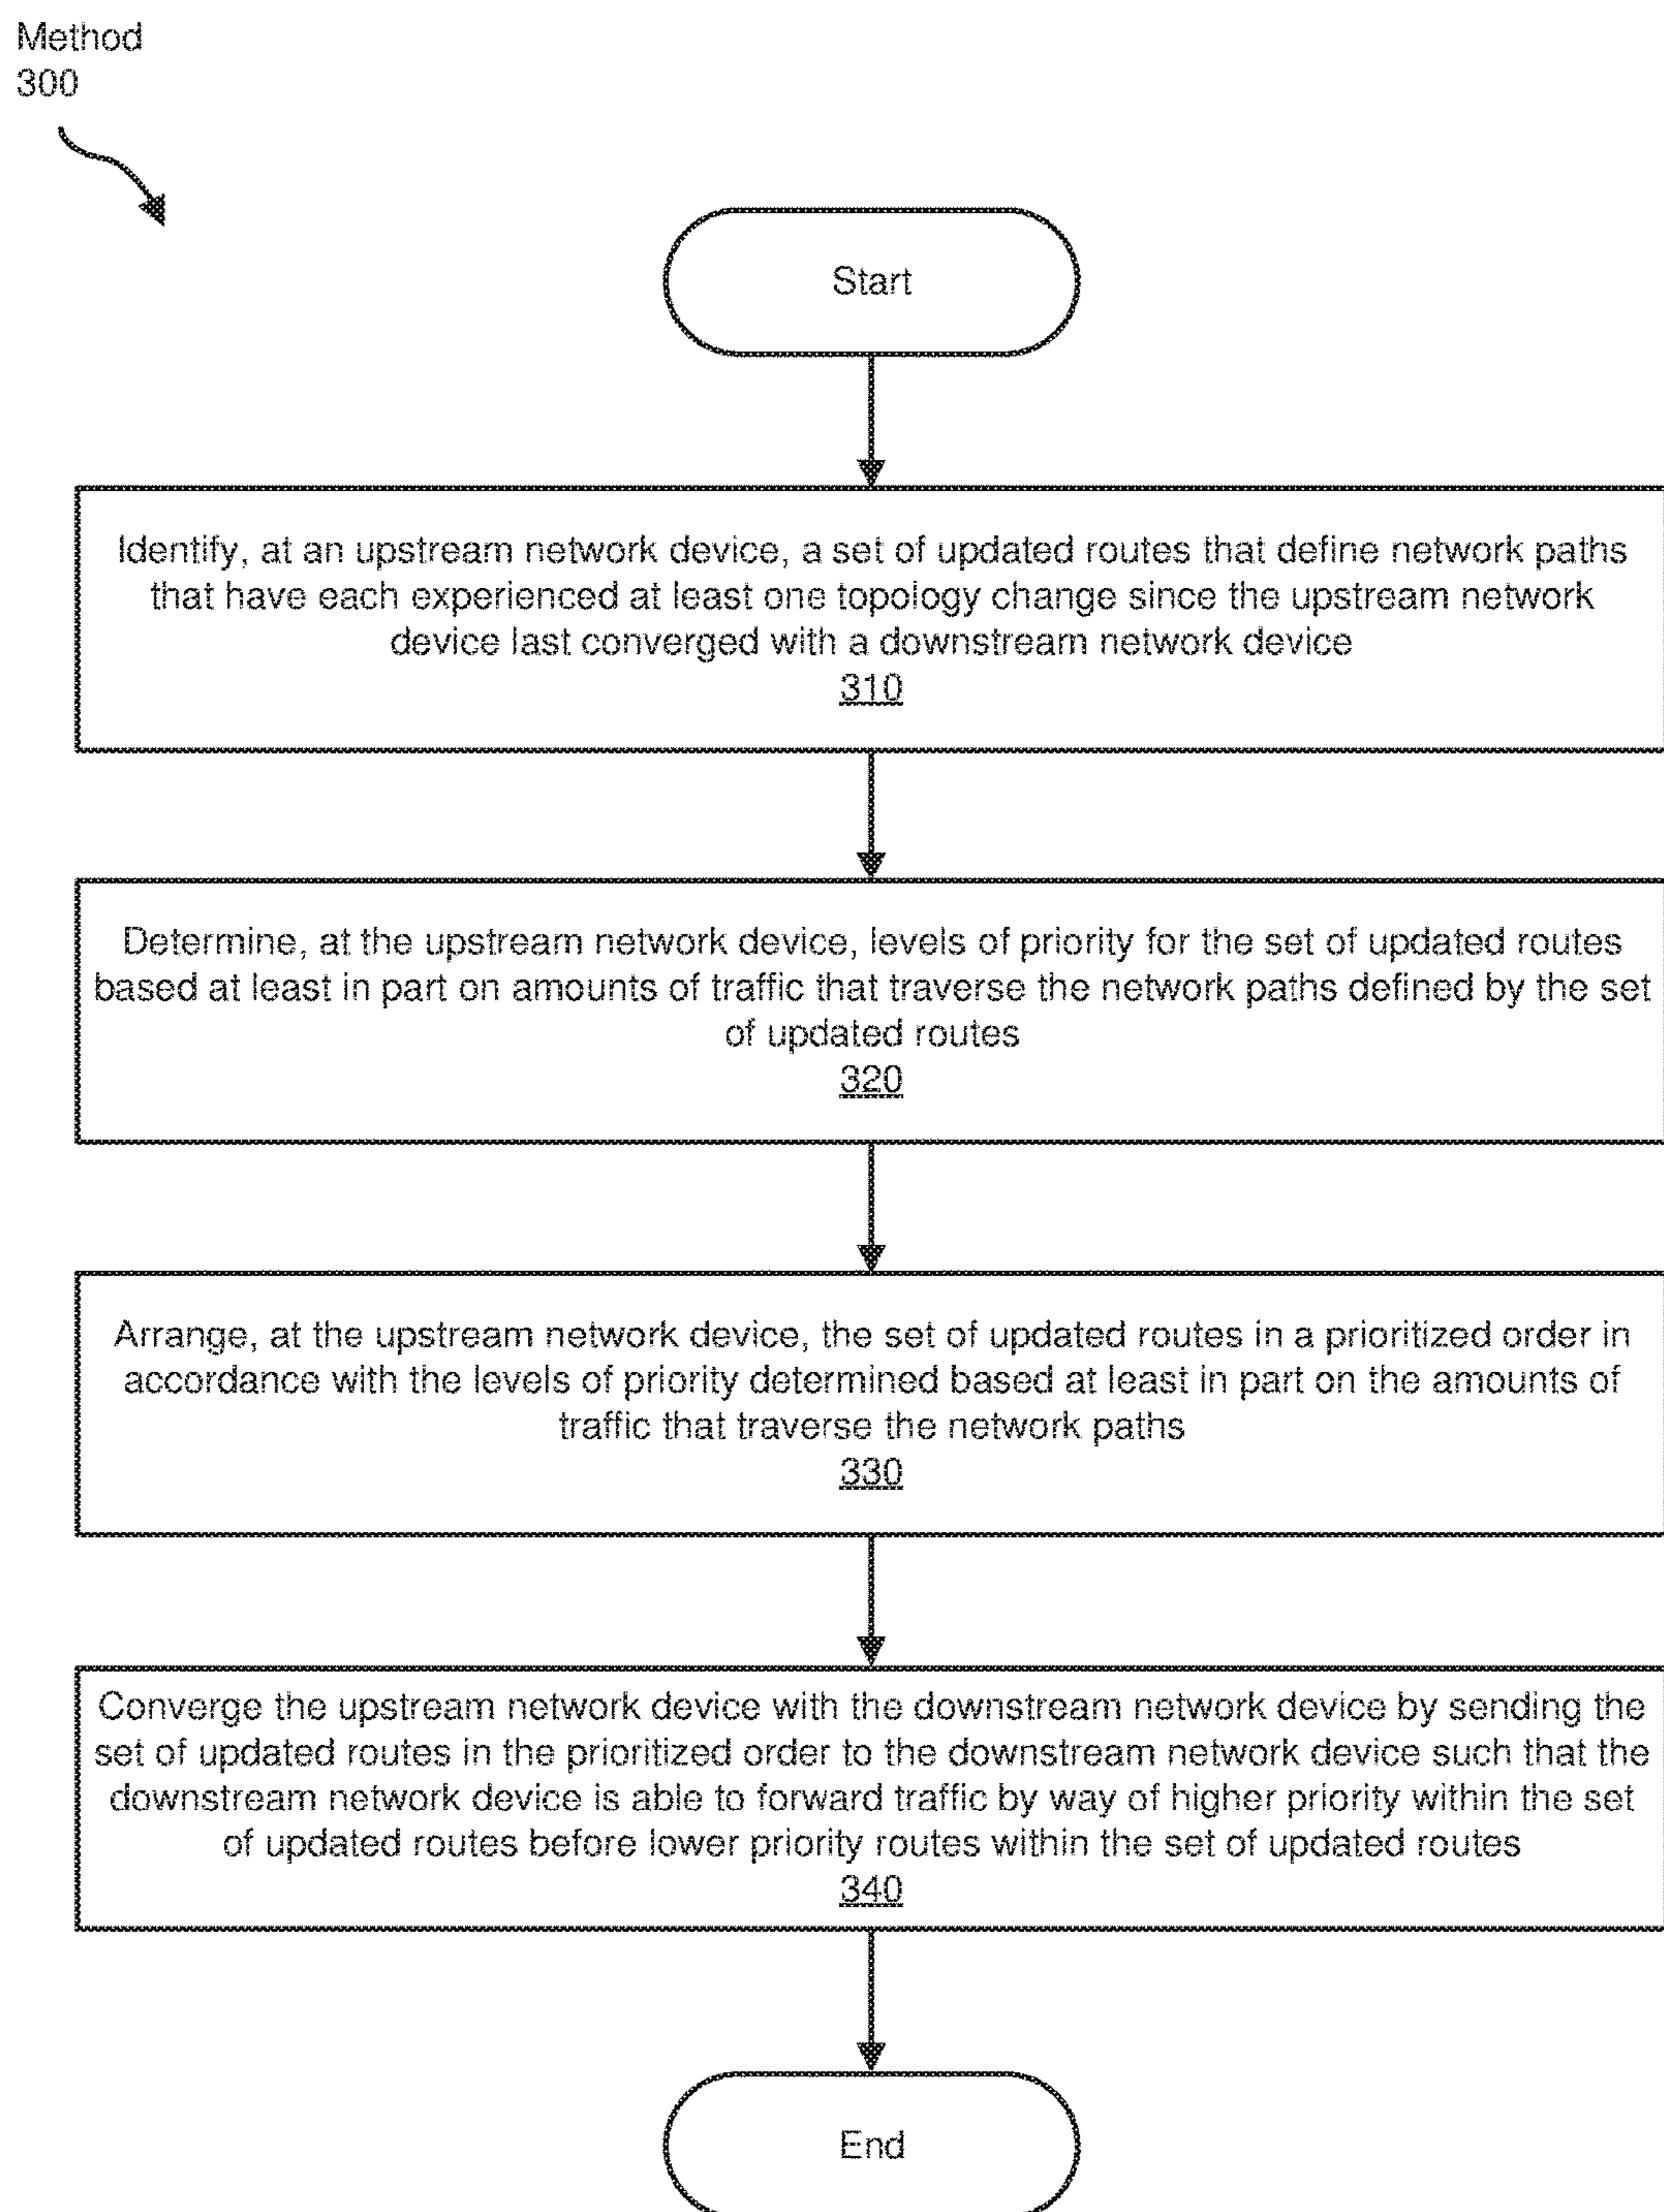 Method
300
Start
Identify, at an upstream network device, a set of updated routes that define network paths
that have each experienced at least one topology change since the upstream network
device last converged with a downstream network device
310
Determine, at the upstream network device, levels of priority for the set of updated routes
based at least in part on amounts of traffic that traverse the network paths defined by the set
of updated routes
320
Arrange, at the upstream network device, the set of updated routes in a prioritized order in
accordance with the levels of priority determined based at least in part on the amounts of
traffic that traverse the network paths
330
Converge the upstream network device with the downstream network device by sending the
set of updated routes in the prioritized order to the downstream network device such that the
downstream network device is able to forward traffic by way of higher priority within the set
of updated routes before lower priority routes within the set of updated routes
340
End